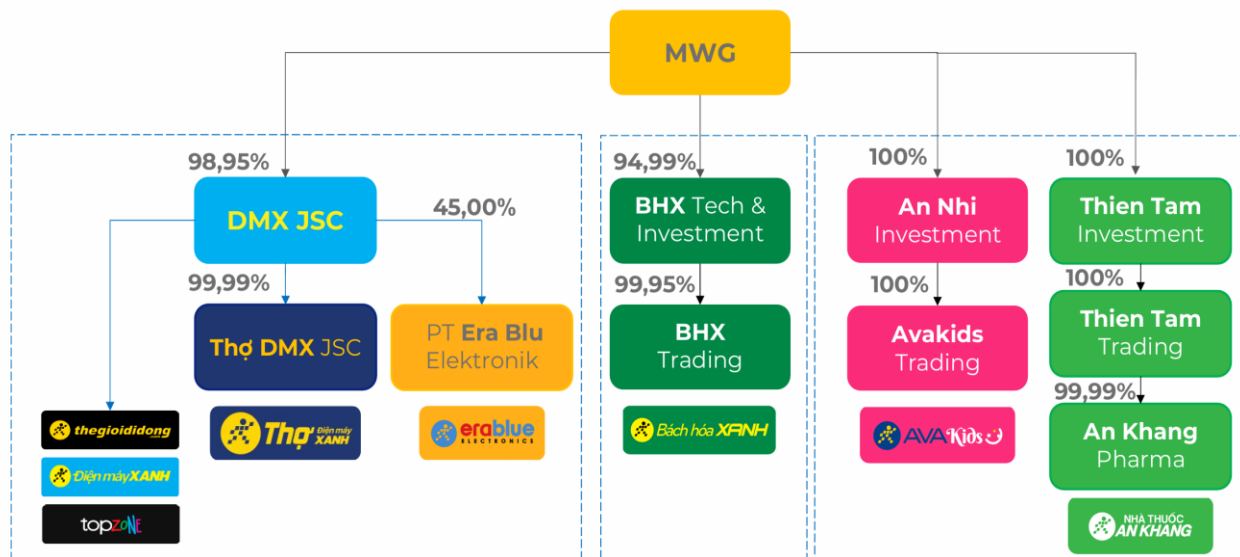 MWG
98,95%
DMX JSC
45,00%
99,99%
Thợ DMX JSC
PT Era Blu
Elektronik
thegioididong
Điện máy XANH
topzone
Thợ Điện máy
XANH
erablue
ELECTRONICS
94,99%
BHX Tech &
Investment
99,95%
BHX
Trading
Bách hóa XANH
100%
An Nhi
Investment
100%
Avakids
Trading
AVA Kids
100%
Thien Tam
Investment
100%
Thien Tam
Trading
99,99%
An Khang
Pharma
NHÀ THUỐC
AN KHANG